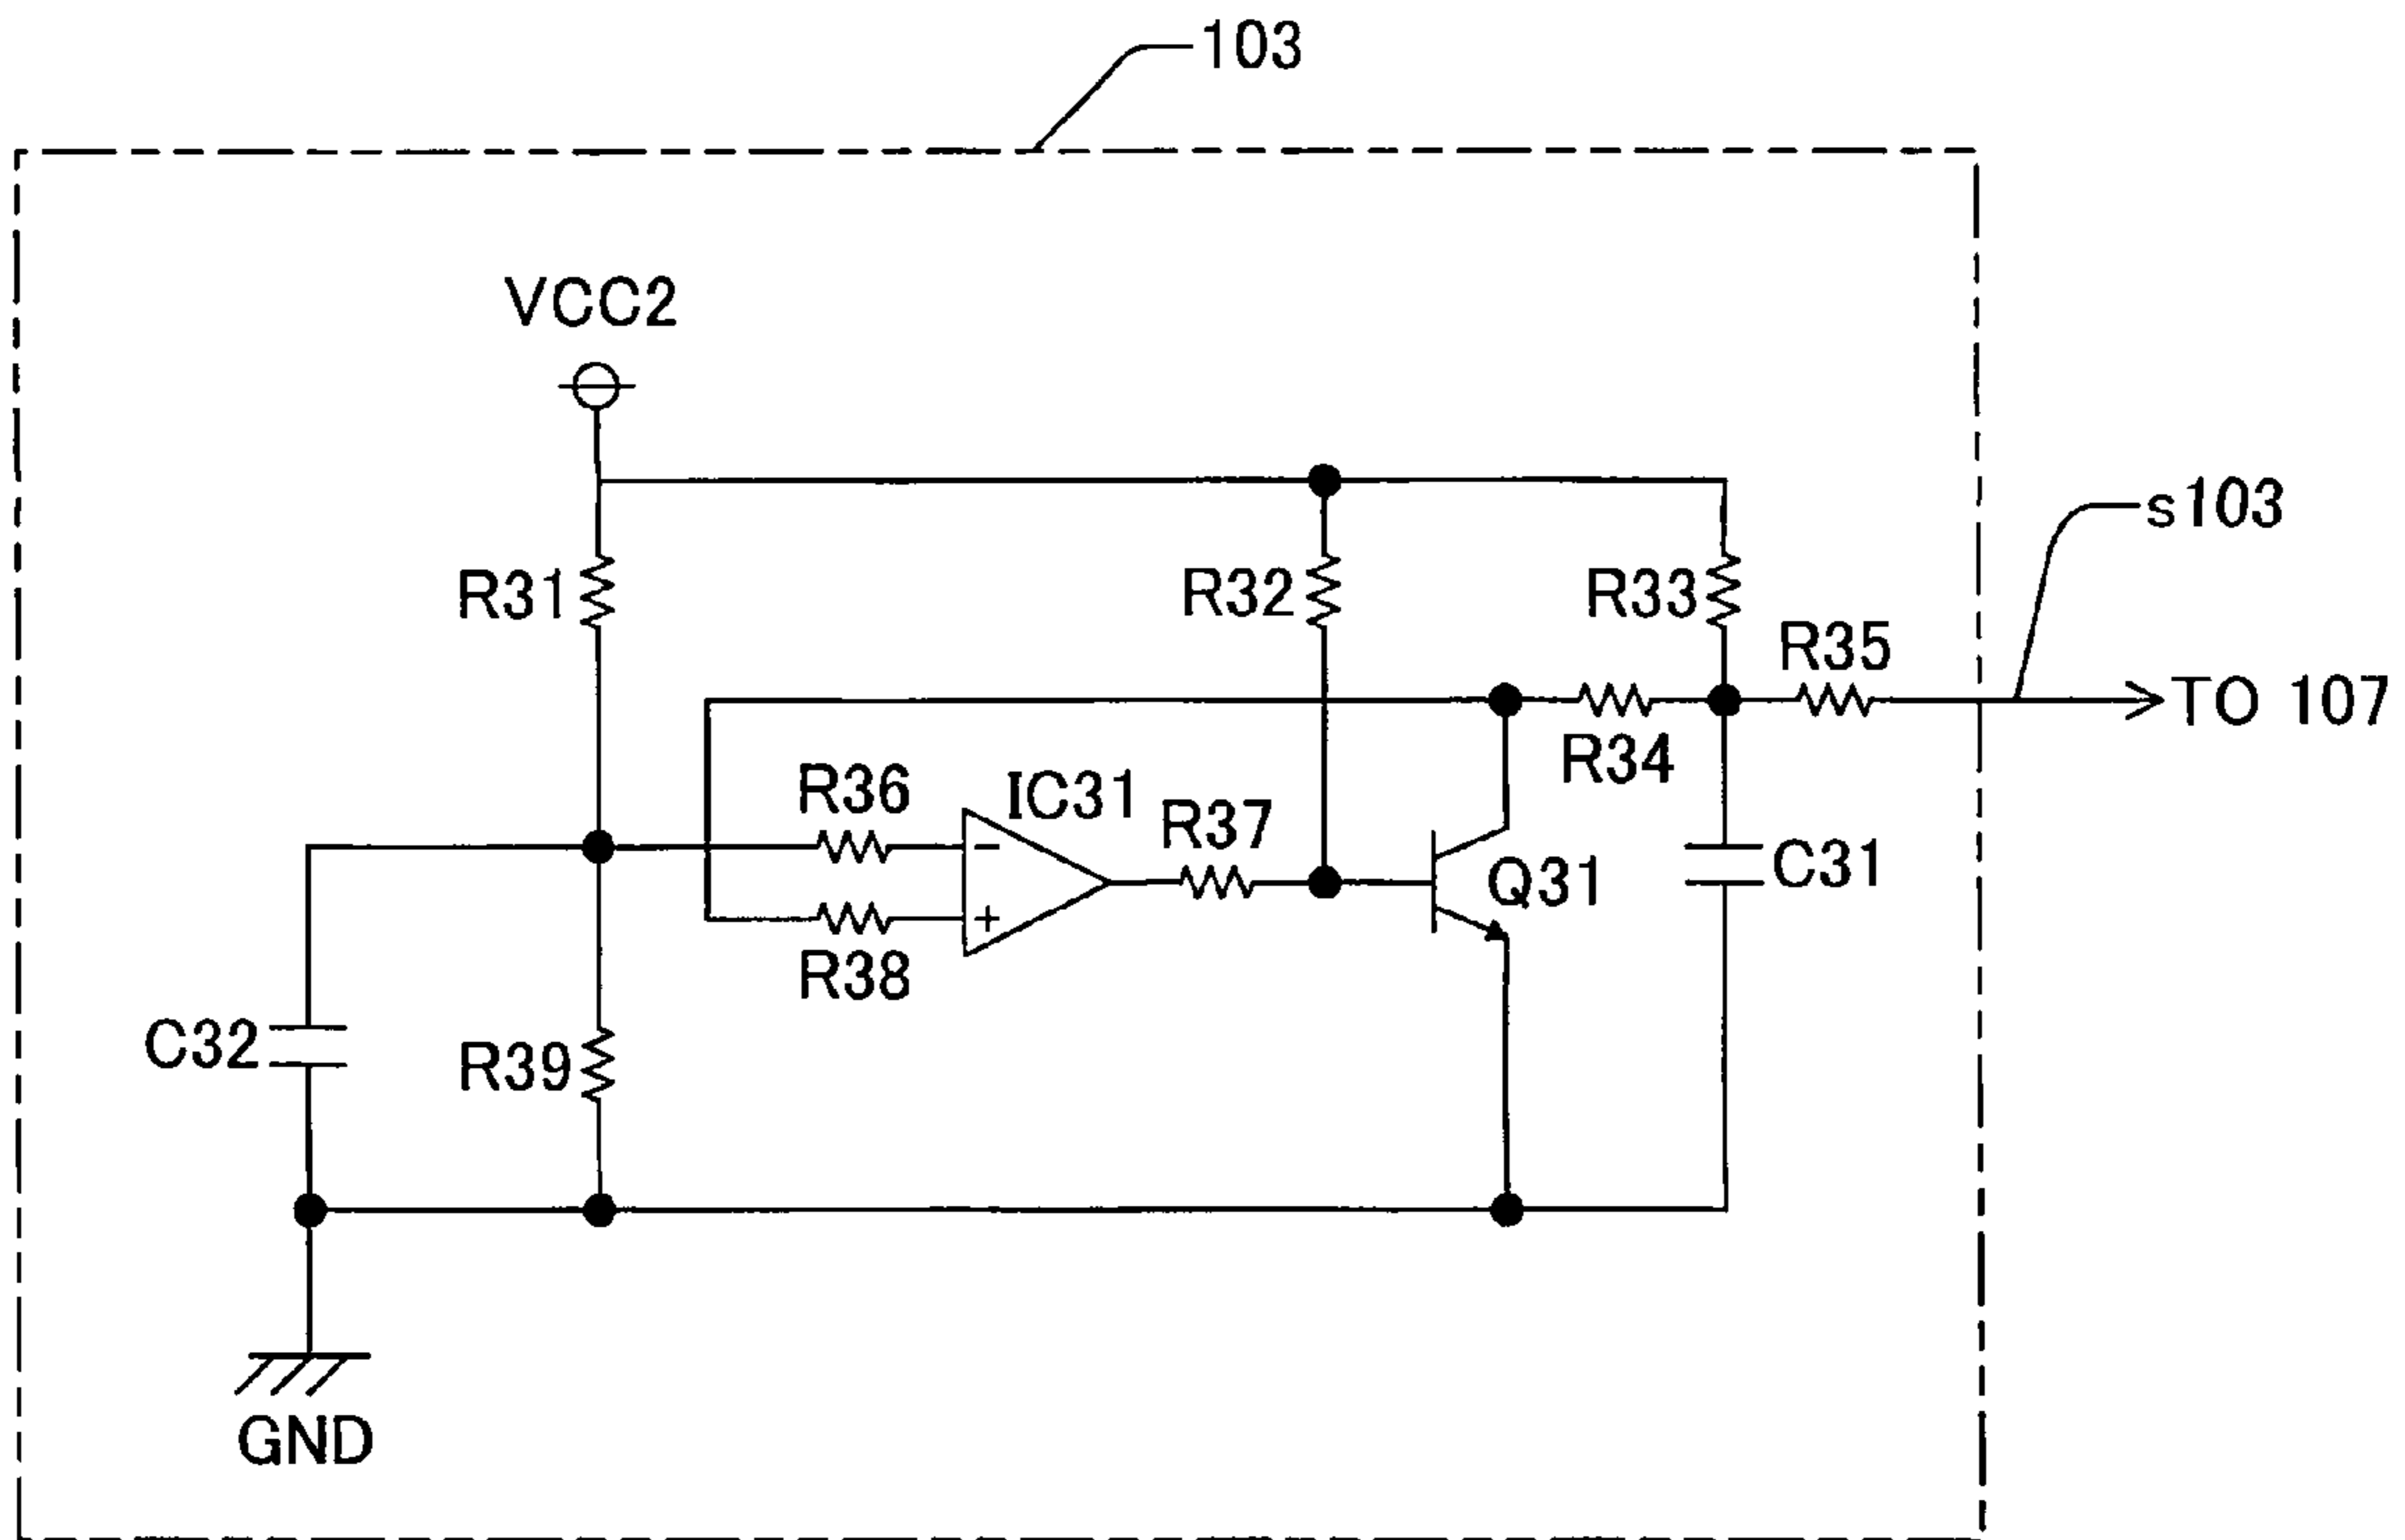 103
VCC2
s103
R31
R32
R33
R35
TO 107
R34
R36
IC31
R37
C31
Q31
-
+
R38
C32
R39
GND